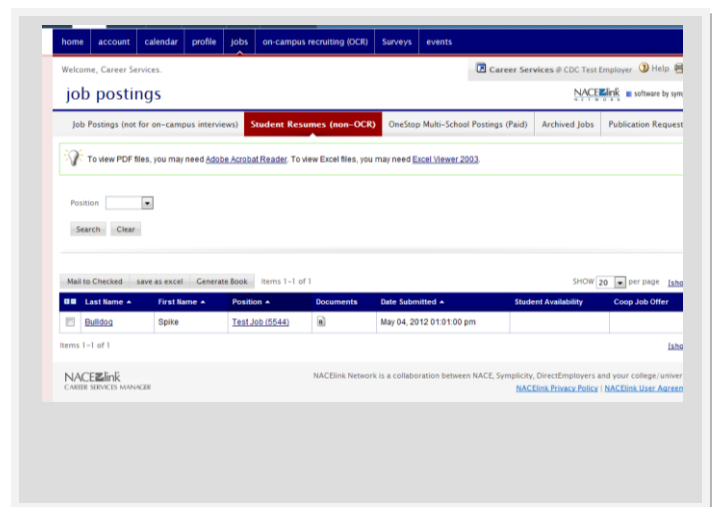 home account calendar profile jobs on-campus recruiting (OCR) Surveys events
Welcome, Career Services.
Career Services @ CDC Test Employer Help
job postings
NACElink NETWORK software by sym
Job Postings (not for on-campus interviews) Student Resumes (non-OCR) OneStop Multi-School Postings (Paid) Archived Jobs Publication Request
To view PDF files, you may need Adobe Acrobat Reader. To view Excel files, you may need Excel Viewer 2003.
Position
Search Clear
Mail to Checked save as excel Generate Book Items 1-1 of 1 SHOW 20 per page [sho
Last Name First Name Position Documents Date Submitted Student Availability Coop Job Offer
Bulldog Spike Test Job (5544) May 04, 2012 01:01:00 pm
Items 1-1 of 1 [sho
NACElink
CAREER SERVICES MANAGER
NACElink Network is a collaboration between NACE, Symplicity, DirectEmployers and your college/univer
NACElink Privacy Policy | NACElink User Agreem